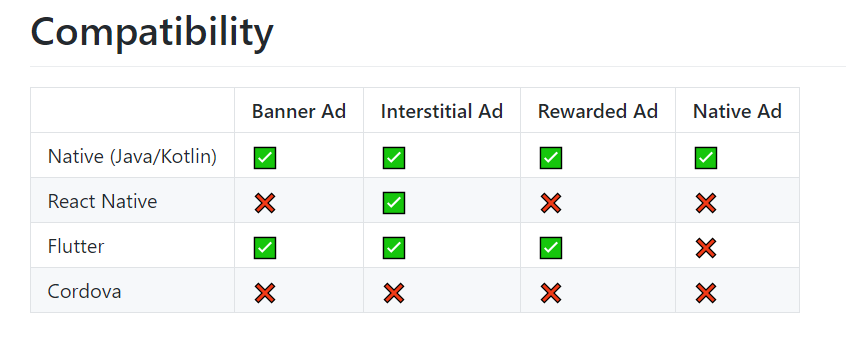 Compatibility
Banner Ad Interstitial Ad Rewarded Ad Native Ad
Native (Java/Kotlin) ✅ ✅ ✅ ✅
React Native ❌ ✅ ❌ ❌
Flutter ✅ ✅ ✅ ❌
Cordova ❌ ❌ ❌ ❌